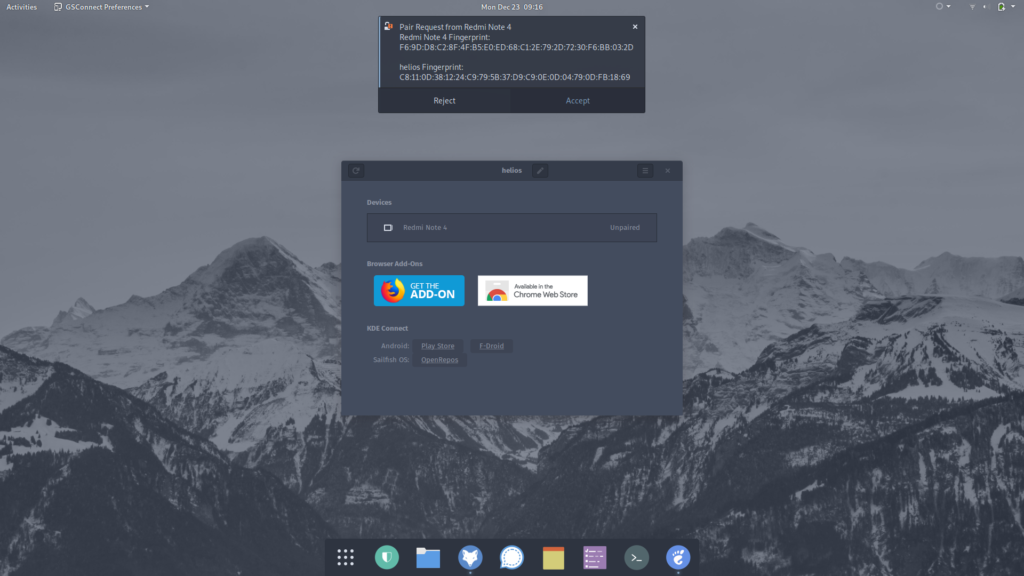 Activities
GSConnect Preferences
Mon Dec 23 09:16
Pair Request from Redmi Note 4
Redmi Note 4 Fingerprint:
F6:9D:D8:C2:8F:4F:B5:E0:ED:68:C1:2E:79:2D:72:30:F6:BB:03:2D
helios Fingerprint:
C8:11:0D:38:12:24:C9:79:5B:37:D9:C9:0E:0D:04:79:0D:FB:18:69
Reject
Accept
helios
Devices
Redmi Note 4
Unpaired
Browser Add-Ons
GET THE
ADD-ON
Available in the
Chrome Web Store
KDE Connect
Android: Play Store F-Droid
Sailfish OS: OpenRepos